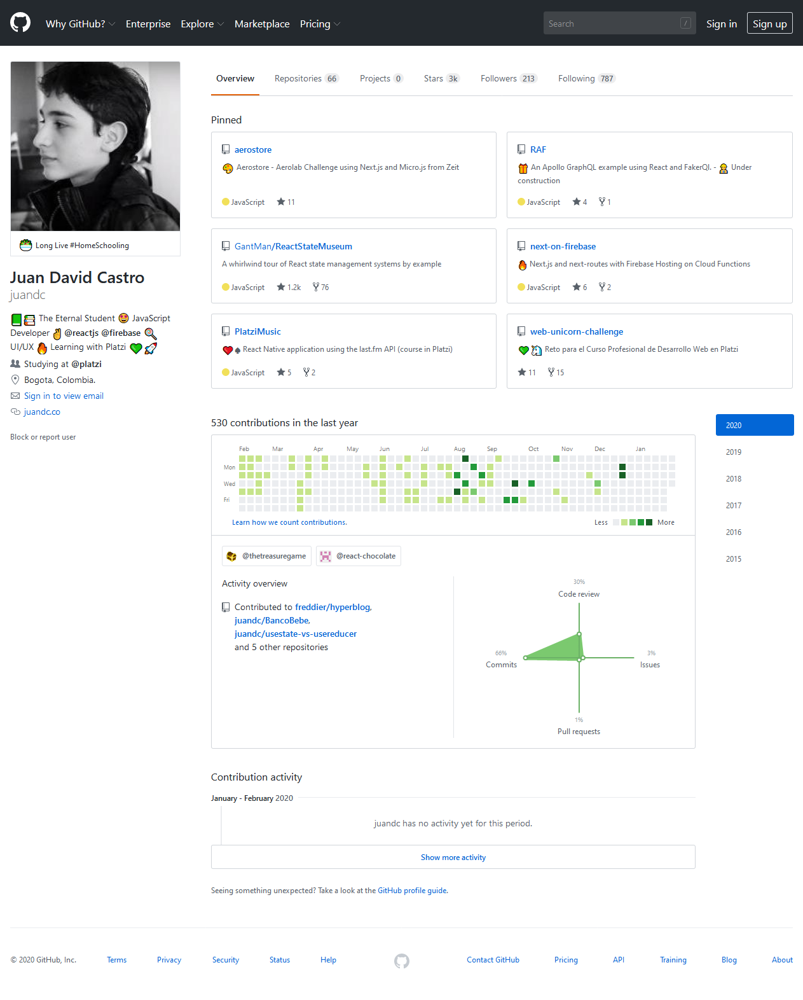 Why GitHub? Enterprise Explore Marketplace Pricing Search / Sign in Sign up
Overview Repositories 66 Projects 0 Stars 3k Followers 213 Following 787
Long Live #HomeSchooling
Juan David Castro
juandc
The Eternal Student JavaScript
Developer @reactjs @firebase
UI/UX Learning with Platzi
Studying at @platzi
Bogota, Colombia.
Sign in to view email
juandc.co
Block or report user
Pinned
aerostore
Aerostore - Aerolab Challenge using Next.js and Micro.js from Zeit
JavaScript 11
RAF
An Apollo GraphQL example using React and FakerQl. - Under
construction
JavaScript 4 1
GantMan/ReactStateMuseum
A whirlwind tour of React state management systems by example
JavaScript 1.2k 76
next-on-firebase
Next.js and next-routes with Firebase Hosting on Cloud Functions
JavaScript 6 2
PlatziMusic
React Native application using the last.fm API (course in Platzi)
JavaScript 5 2
web-unicorn-challenge
Reto para el Curso Profesional de Desarrollo Web en Platzi
11 15
530 contributions in the last year
Feb Mar Apr May Jun Jul Aug Sep Oct Nov Dec Jan
Mon
Wed
Fri
Learn how we count contributions. Less More
2020
2019
2018
2017
2016
2015
@thetreasuregame @react-chocolate
Activity overview
Contributed to freddier/hyperblog,
juandc/BancoBebe,
juandc/usestate-vs-usereducer
and 5 other repositories
30%
Code review
66%
Commits
3%
Issues
1%
Pull requests
Contribution activity
January - February 2020
juandc has no activity yet for this period.
Show more activity
Seeing something unexpected? Take a look at the GitHub profile guide.
© 2020 GitHub, Inc. Terms Privacy Security Status Help Contact GitHub Pricing API Training Blog About